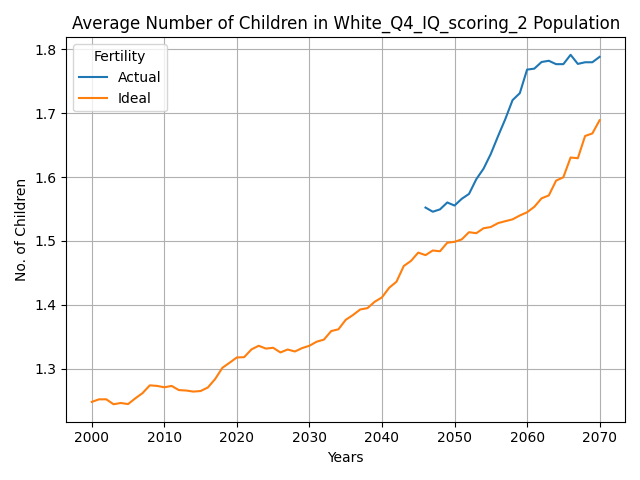 Average Number of Children in White_Q4_IQ_scoring_2 Population
Fertility
Actual
Ideal
No. of Children
1.8
1.7
1.6
1.5
1.4
1.3
2000 2010 2020 2030 2040 2050 2060 2070
Years